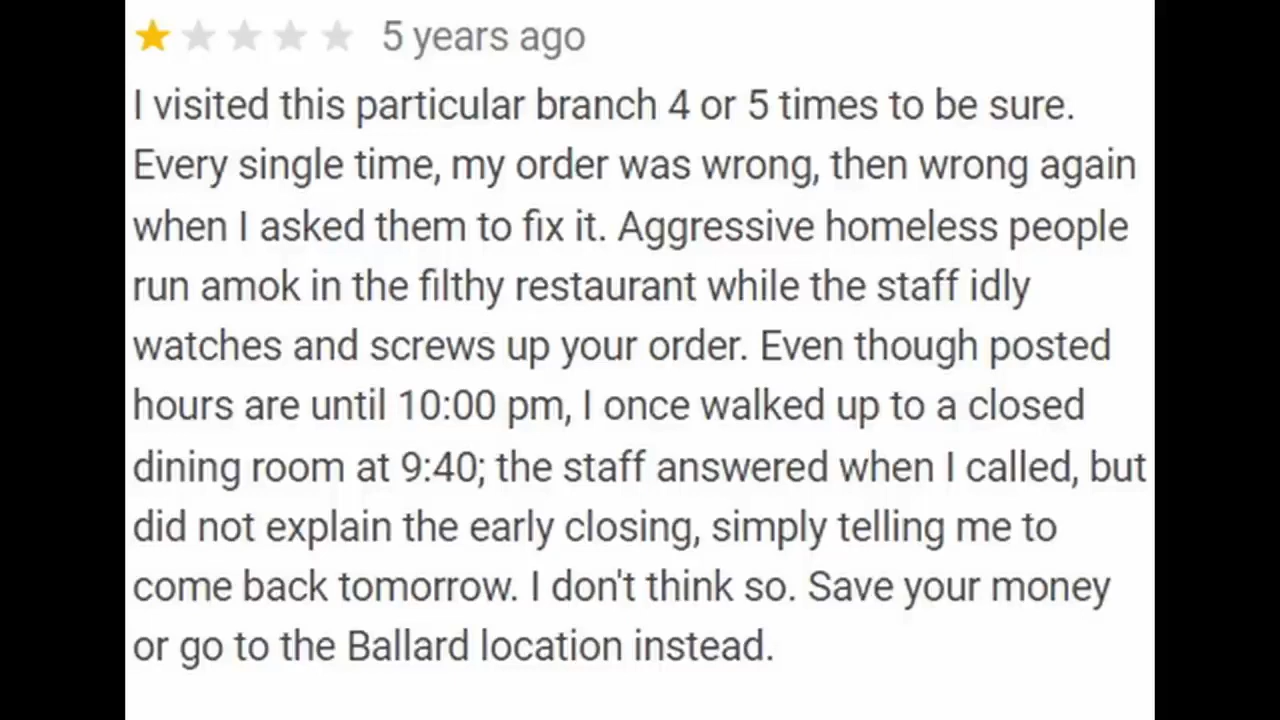 5 years ago
I visited this particular branch 4 or 5 times to be sure.
Every single time, my order was wrong, then wrong again
when I asked them to fix it. Aggressive homeless people
run amok in the filthy restaurant while the staff idly
watches and screws up your order. Even though posted
hours are until 10:00 pm, I once walked up to a closed
dining room at 9:40; the staff answered when I called, but
did not explain the early closing, simply telling me to
come back tomorrow. I don't think so. Save your money
or go to the Ballard location instead.